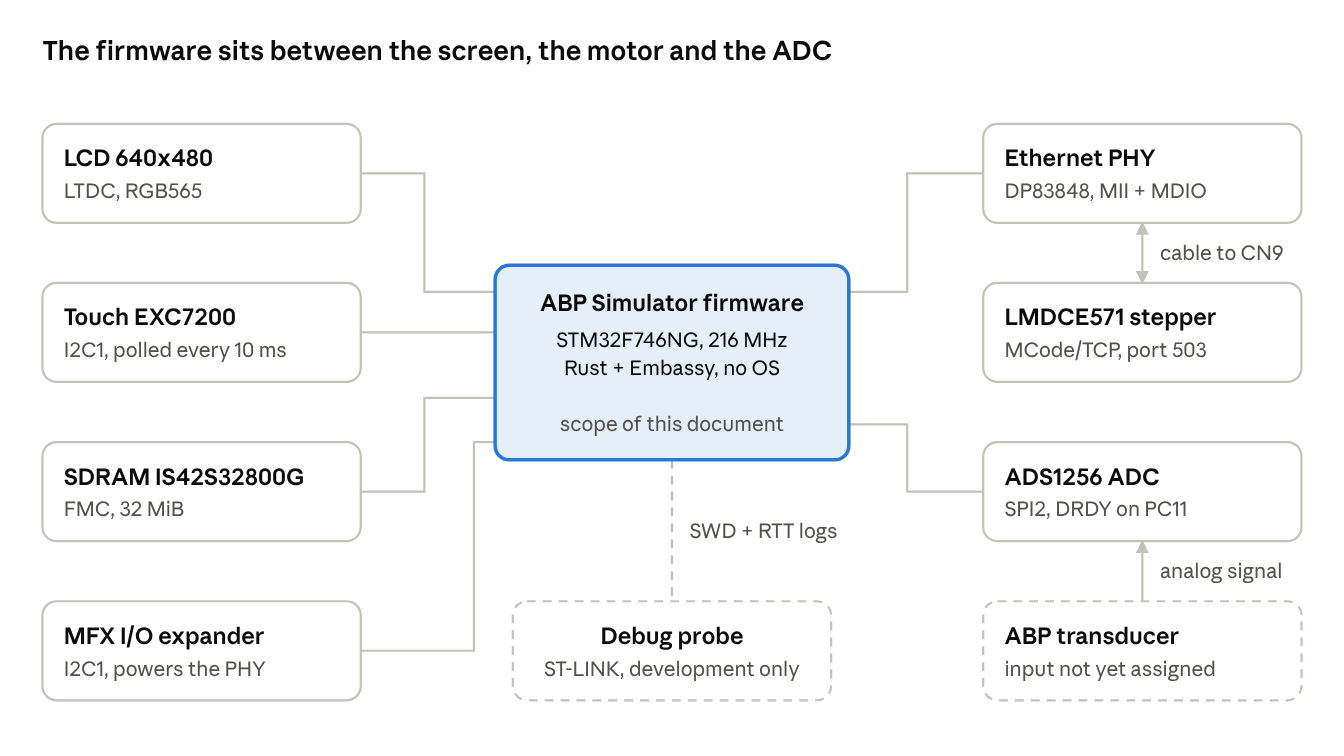 The firmware sits between the screen, the motor and the ADC
LCD 640x480
LTDC, RGB565
Touch EXC7200
I2C1, polled every 10 ms
SDRAM IS42S32800G
FMC, 32 MiB
MFX I/O expander
I2C1, powers the PHY
ABP Simulator firmware
STM32F746NG, 216 MHz
Rust + Embassy, no OS
scope of this document
SWD + RTT logs
Debug probe
ST-LINK, development only
Ethernet PHY
DP83848, MII + MDIO
cable to CN9
LMDCE571 stepper
MCode/TCP, port 503
ADS1256 ADC
SPI2, DRDY on PC11
analog signal
ABP transducer
input not yet assigned